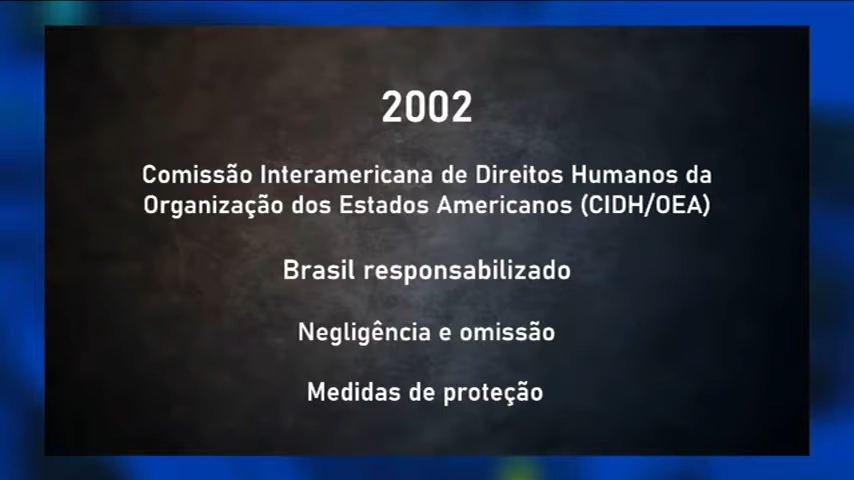 2002
Comissão Interamericana de Direitos Humanos da
Organização dos Estados Americanos (CIDH/OEA)
Brasil responsabilizado
Negligência e omissão
Medidas de proteção